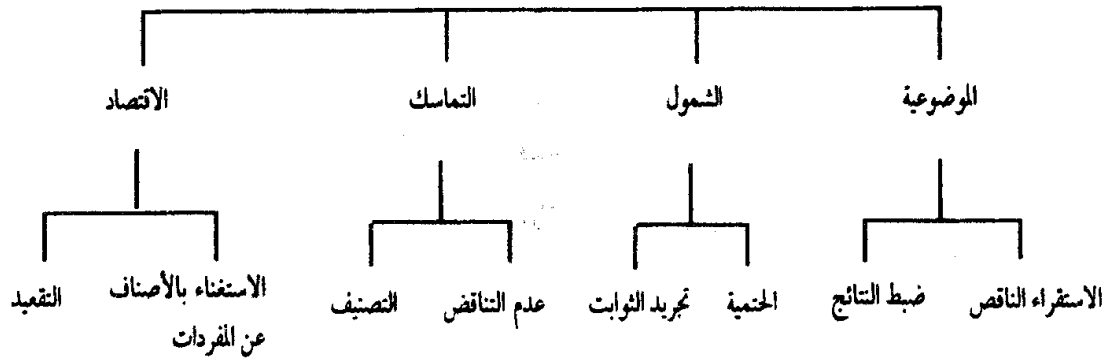 الموضوعية
الشمول
التماسك
الاقتصاد
الاستقراء الناقص
ضبط النتائج
الحتمية
تجريد الثوابت
عدم التناقض
التصنيف
الاستغناء بالأصناف
عن المفردات
التقعيد